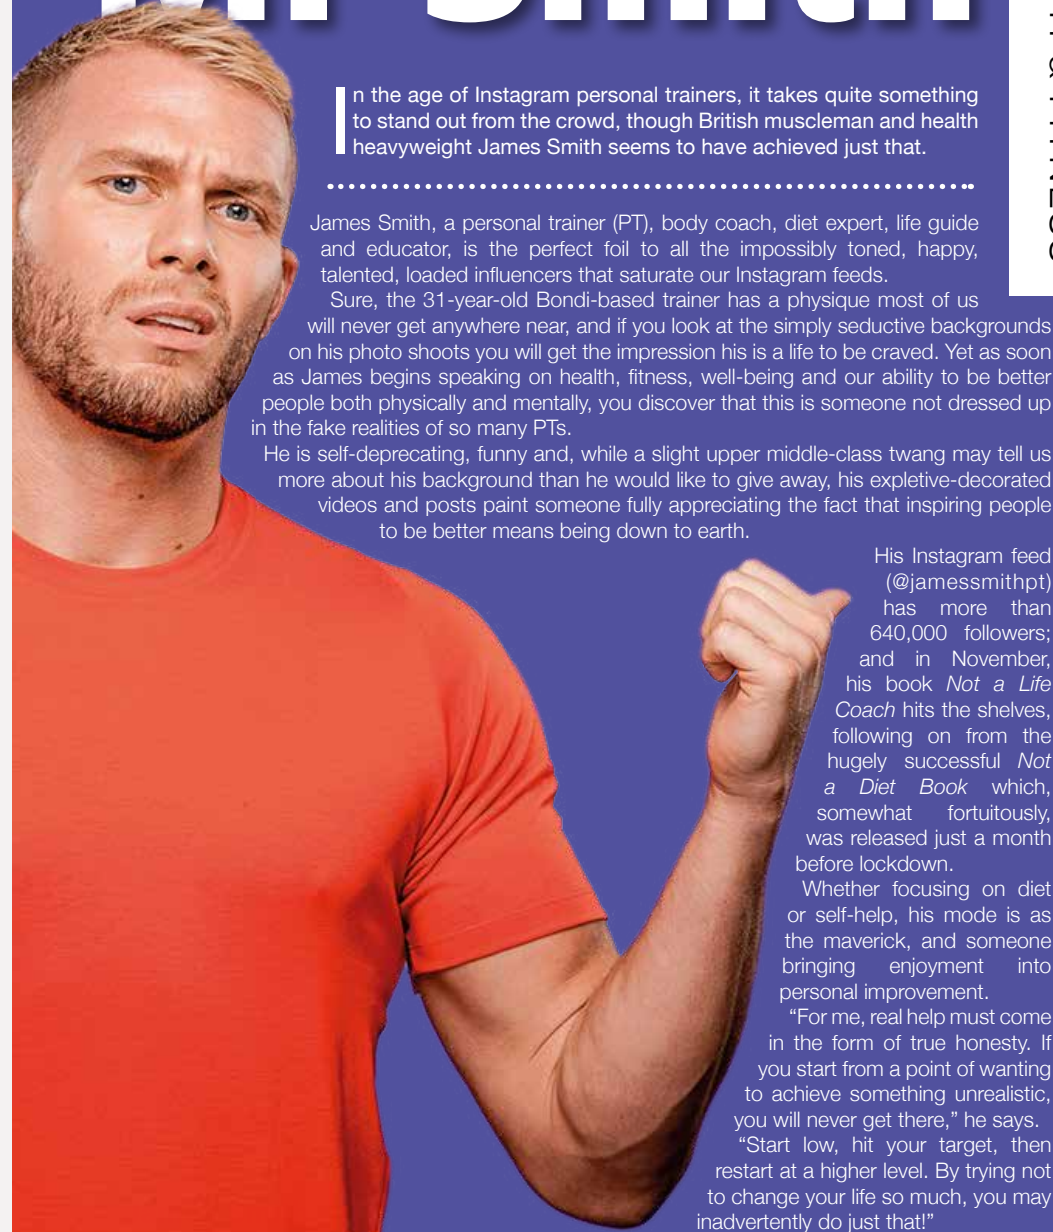 In the age of Instagram personal trainers, it takes quite something
to stand out from the crowd, though British muscleman and health
heavyweight James Smith seems to have achieved just that.
James Smith, a personal trainer (PT), body coach, diet expert, life guide
and educator, is the perfect foil to all the impossibly toned, happy,
talented, loaded influencers that saturate our Instagram feeds.
Sure, the 31-year-old Bondi-based trainer has a physique most of us
will never get anywhere near, and if you look at the simply seductive backgrounds
on his photo shoots you will get the impression his is a life to be craved. Yet as soon
as James begins speaking on health, fitness, well-being and our ability to be better
people both physically and mentally, you discover that this is someone not dressed up
in the fake realities of so many PTs.
He is self-deprecating, funny and, while a slight upper middle-class twang may tell us
more about his background than he would like to give away, his expletive-decorated
videos and posts paint someone fully appreciating the fact that inspiring people
to be better means being down to earth.
His Instagram feed
(@jamessmithpt)
has more than
640,000 followers;
and in November,
his book Not a Life
Coach hits the shelves,
following on from the
hugely successful Not
a Diet Book which,
somewhat fortuitously,
was released just a month
before lockdown.
Whether focusing on diet
or self-help, his mode is as
the maverick, and someone
bringing enjoyment into
personal improvement.
“For me, real help must come
in the form of true honesty. If
you start from a point of wanting
to achieve something unrealistic,
you will never get there,” he says.
“Start low, hit your target, then
restart at a higher level. By trying not
to change your life so much, you may
inadvertently do just that!”